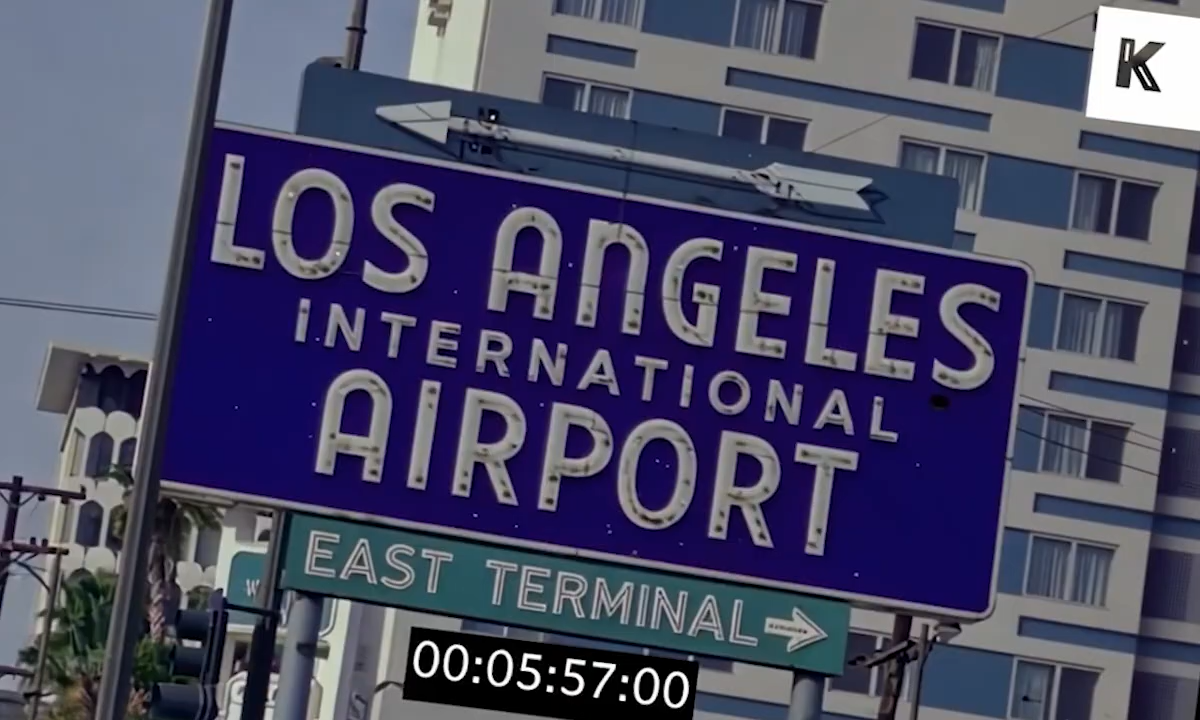 K
LOS ANGELES
INTERNATIONAL
AIRPORT
EAST TERMINAL
W
00:05:57:00